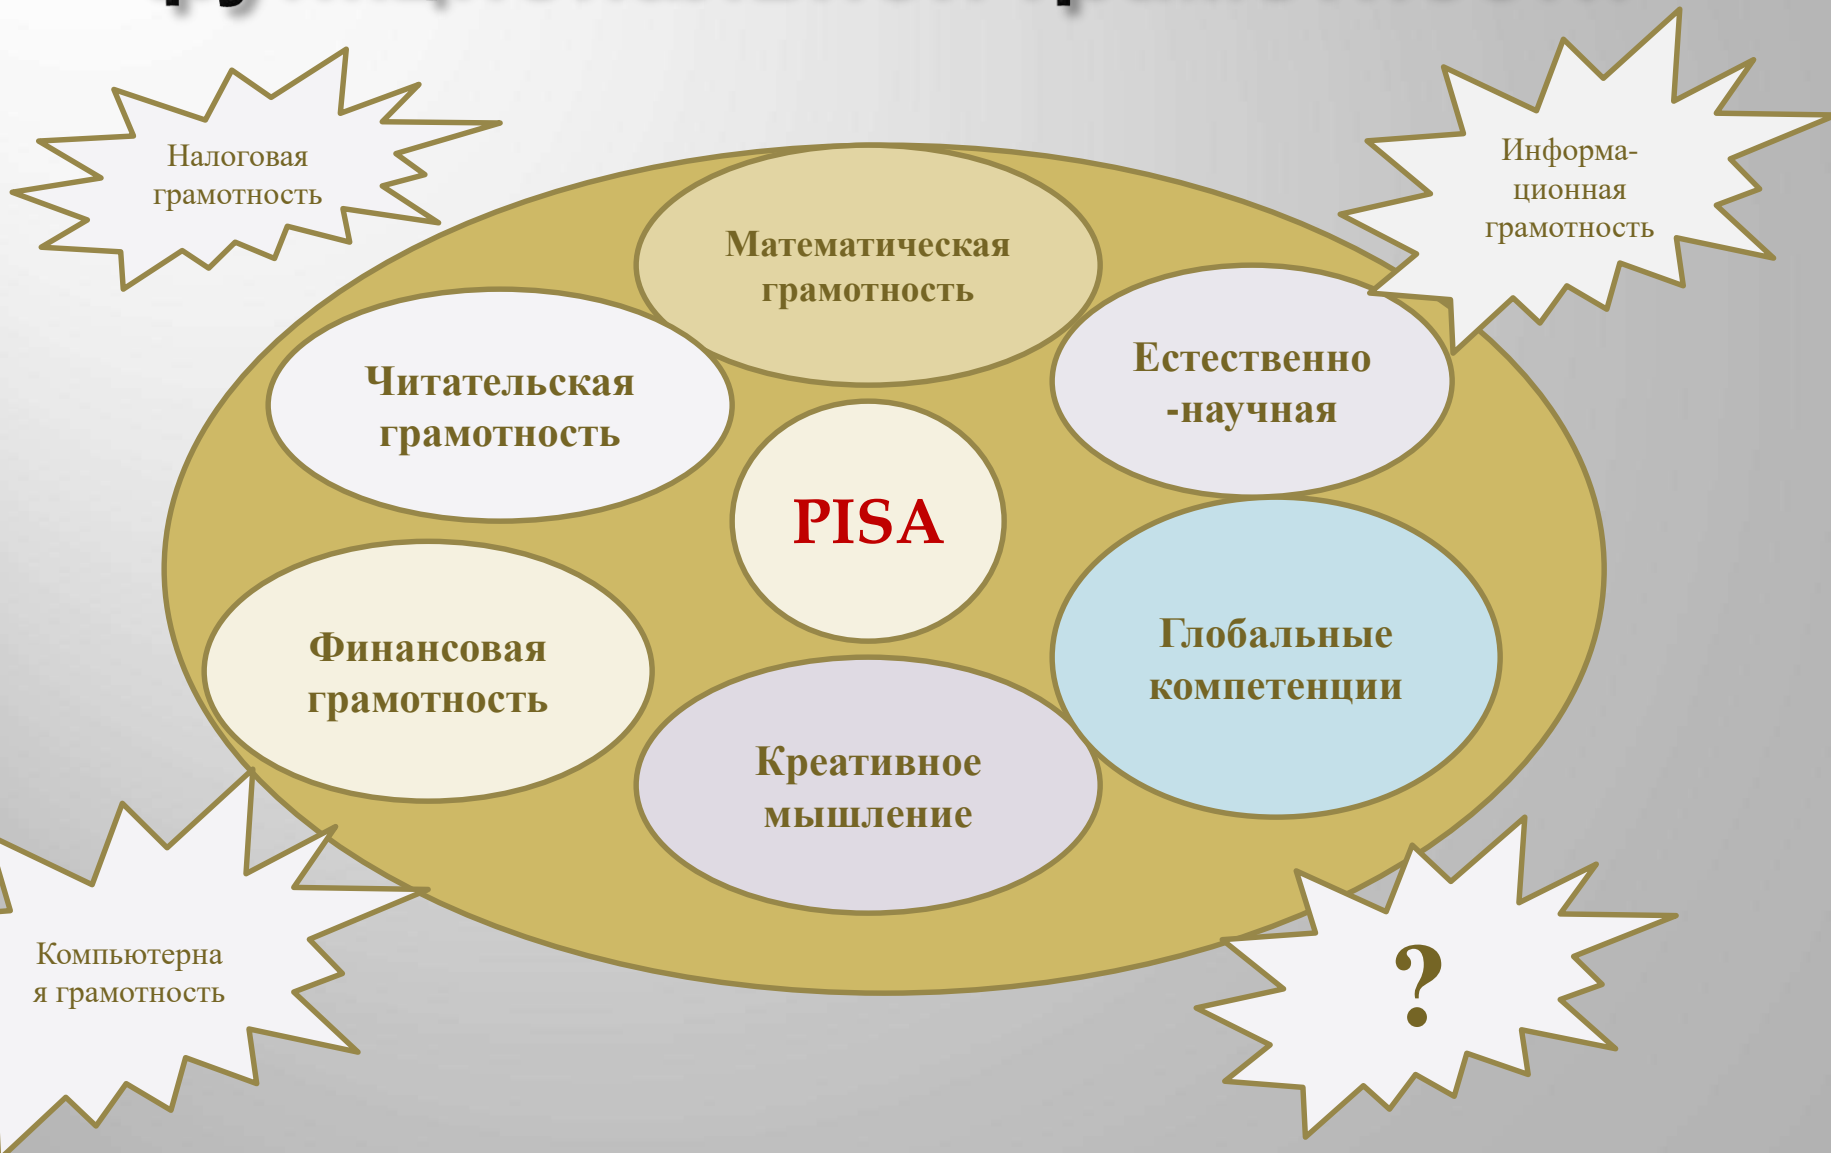 Налоговая
грамотность
Информа-
ционная
грамотность
Математическая
грамотность
Читательская
грамотность
Естественно
-научная
PISA
Финансовая
грамотность
Глобальные
компетенции
Креативное
мышление
Компьютерна
я грамотность
?